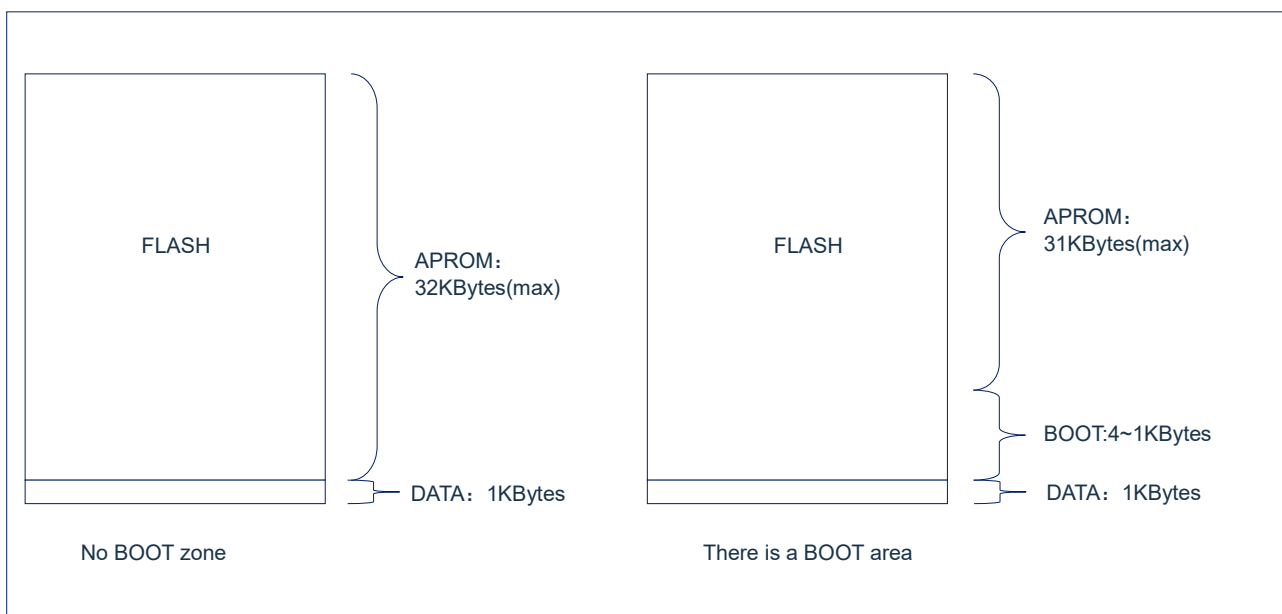 FLASH
APROM：
32KBytes(max)
DATA：1KBytes
No BOOT zone
FLASH
APROM：
31KBytes(max)
BOOT:4~1KBytes
DATA：1KBytes
There is a BOOT area